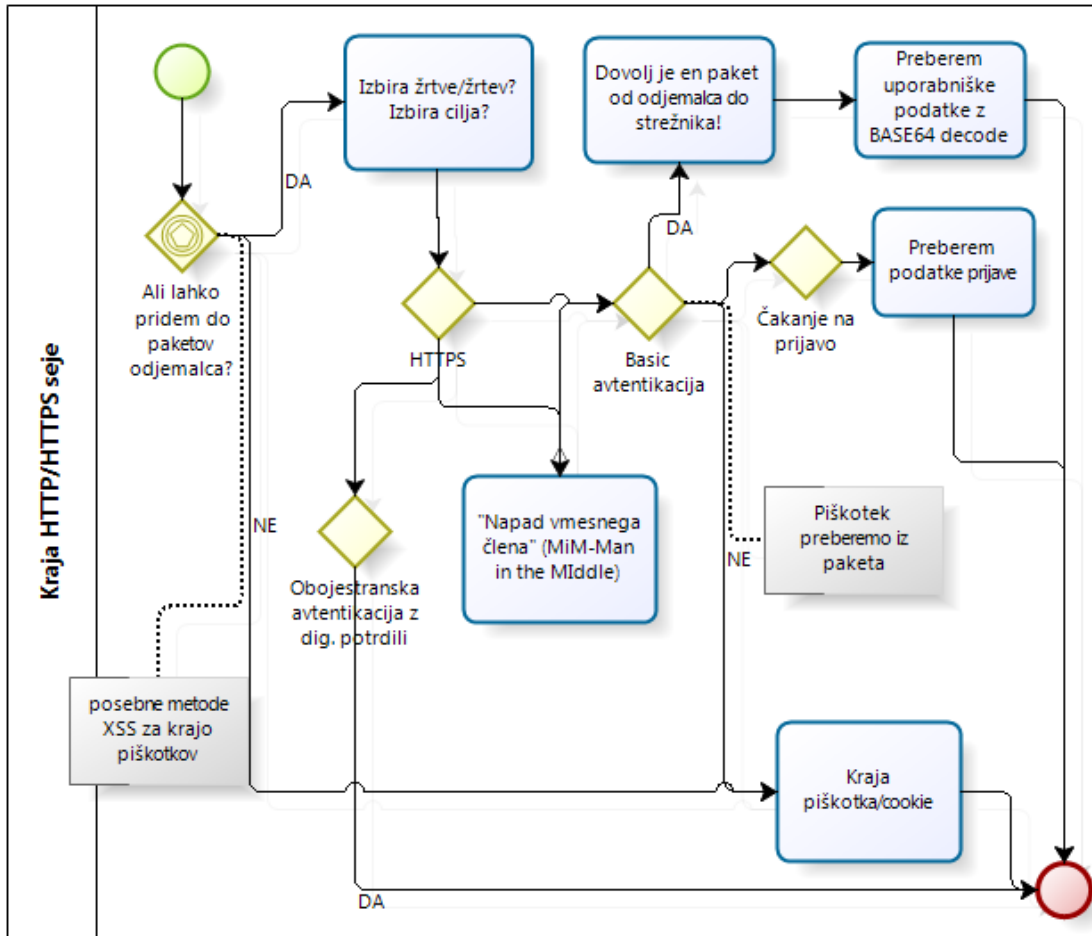 Kraja HTTP/HTTPS seje
Ali lahko
pridem do
paketov
odjemalca?
DA
Izbira žrtve/žrtev?
Izbira cilja?
Dovolj je en paket
od odjemalca do
strežnika!
Preberem
uporabniške
podatke z
BASE64 decode
DA
HTTPS
Basic
avtentikacija
Čakanje na
prijavo
Preberem
podatke prijave
NE
Obojestranska
avtentikacija z
dig. potrdili
"Napad vmesnega
člena" (MiM-Man
in the MIddle)
NE
Piškotek
preberemo iz
paketa
posebne metode
XSS za krajo
piškotkov
Kraja
piškotka/cookie
DA